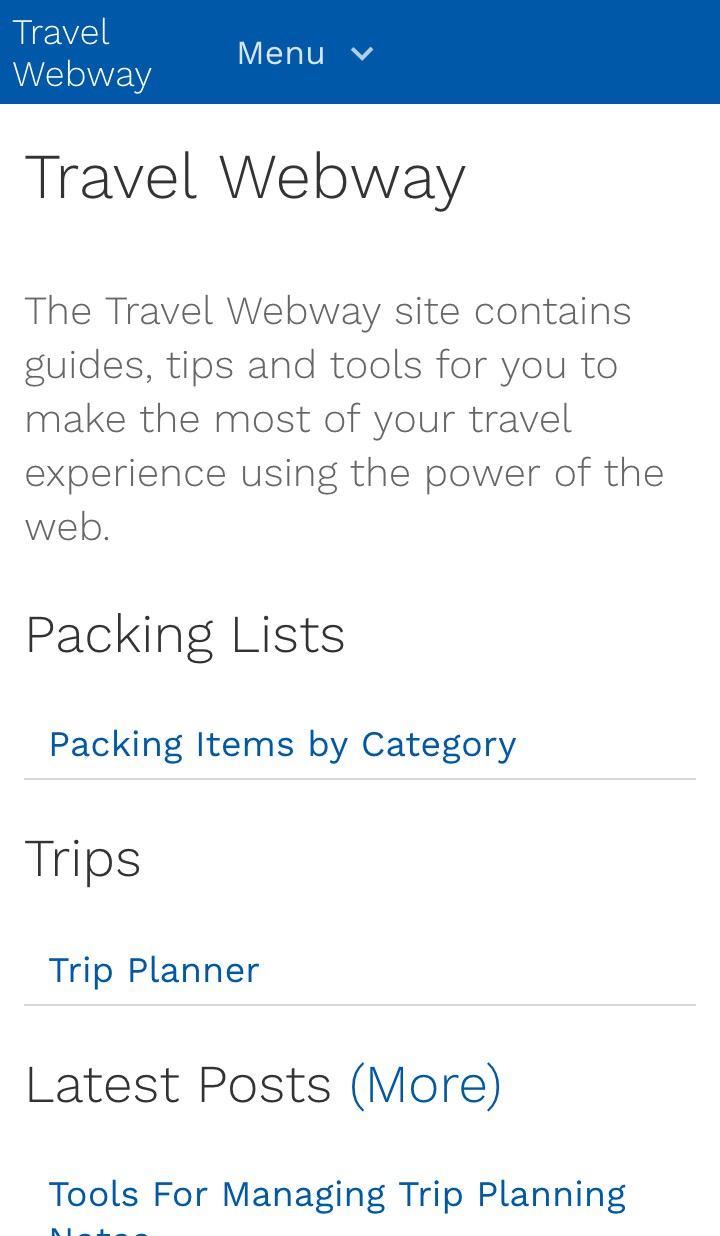 Travel
Webway
Menu
Travel Webway
The Travel Webway site contains
guides, tips and tools for you to
make the most of your travel
experience using the power of the
web.
Packing Lists
Packing Items by Category
Trips
Trip Planner
Latest Posts (More)
Tools For Managing Trip Planning
Notes